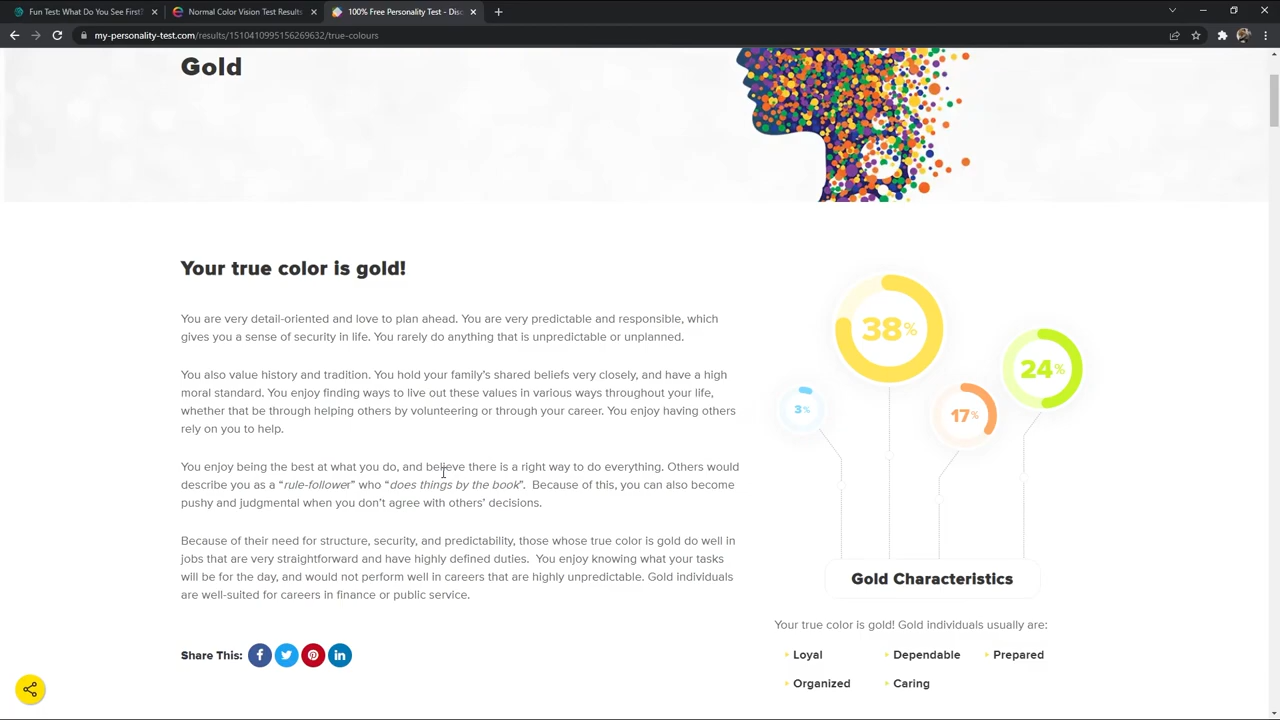 Fun Test: What Do You See First?
Normal Color Vision Test Results
100% Free Personality Test - Disc
my-personality-test.com/results/1510410995156269632/true-colours
Gold
Your true color is gold!
You are very detail-oriented and love to plan ahead. You are very predictable and responsible, which
gives you a sense of security in life. You rarely do anything that is unpredictable or unplanned.
You also value history and tradition. You hold your family's shared beliefs very closely, and have a high
moral standard. You enjoy finding ways to live out these values in various ways throughout your life,
whether that be through helping others by volunteering or through your career. You enjoy having others
rely on you to help.
You enjoy being the best at what you do, and believe there is a right way to do everything. Others would
describe you as a “rule-follower” who “does things by the book”. Because of this, you can also become
pushy and judgmental when you don't agree with others' decisions.
Because of their need for structure, security, and predictability, those whose true color is gold do well in
jobs that are very straightforward and have highly defined duties. You enjoy knowing what your tasks
will be for the day, and would not perform well in careers that are highly unpredictable. Gold individuals
are well-suited for careers in finance or public service.
Share This:
3%
38%
17%
24%
Gold Characteristics
Your true color is gold! Gold individuals usually are:
Loyal
Dependable
Prepared
Organized
Caring